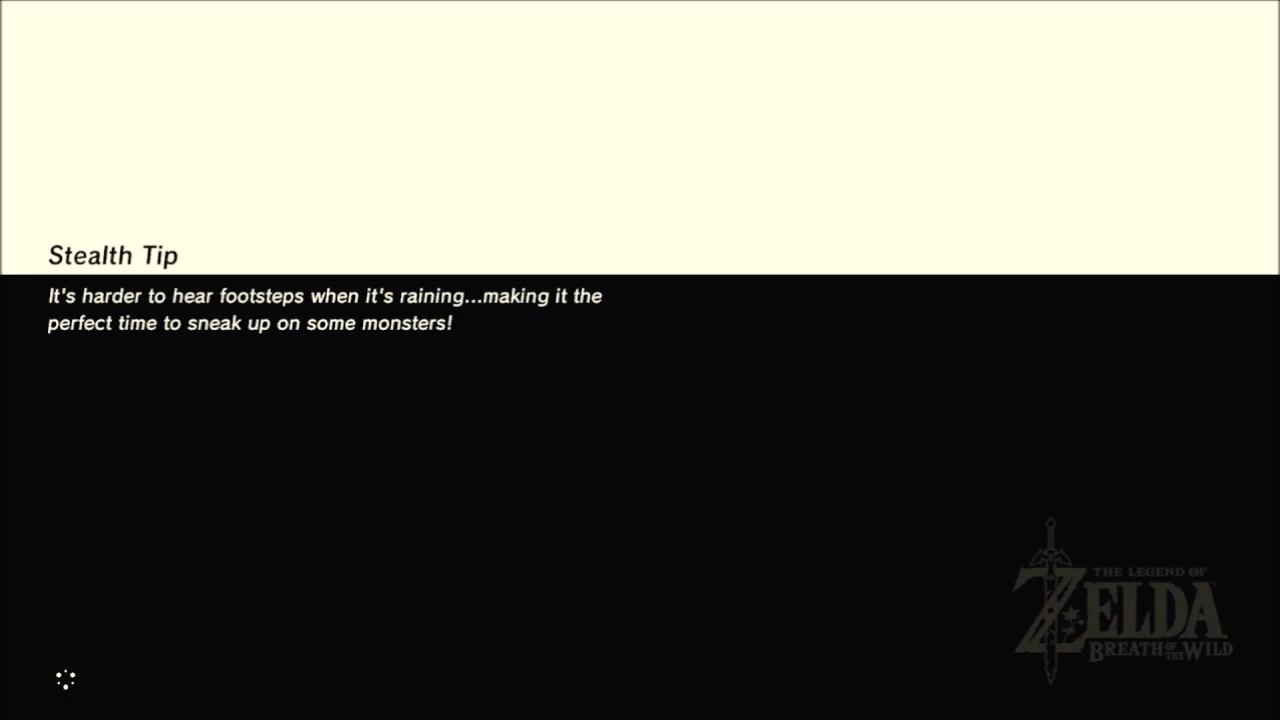 Stealth Tip
It's harder to hear footsteps when it's raining...making it the
perfect time to sneak up on some monsters!
THE LEGEND OF
ZELDA
BREATH OF THE WILD